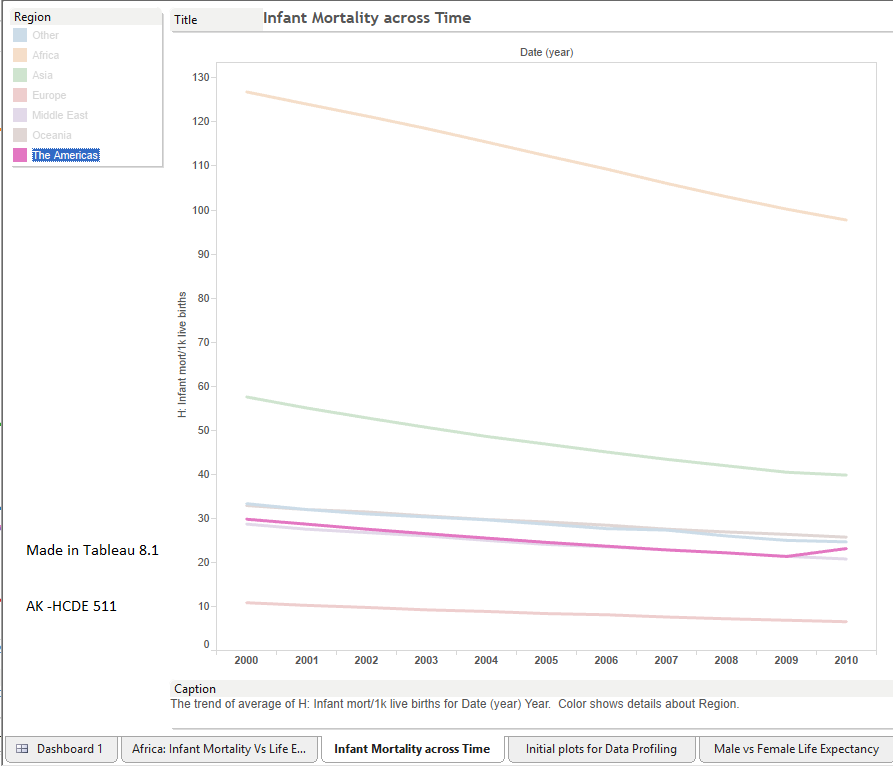 Region
Other
Africa
Asia
Europe
Middle East
Oceania
The Americas
Title
Infant Mortality across Time
Date (year)
130
120
110
100
90
80
70
60
50
40
30
20
10
0
H: Infant mort/1k live births
2000 2001 2002 2003 2004 2005 2006 2007 2008 2009 2010
Made in Tableau 8.1
AK -HCDE 511
Caption
The trend of average of H: Infant mort/1k live births for Date (year) Year.  Color shows details about Region.
Dashboard 1
Africa: Infant Mortality Vs Life E...
Infant Mortality across Time
Initial plots for Data Profiling
Male vs Female Life Expectancy